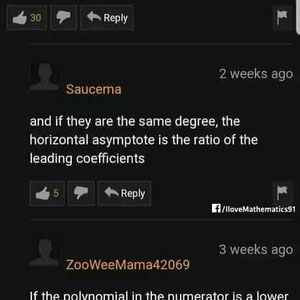 30
Reply
2 weeks ago
Saucema
and if they are the same degree, the
horizontal asymptote is the ratio of the
leading coefficients
5
Reply
f/IloveMathematics91
3 weeks ago
ZooWeeMama42069
If the polynomial in the numerator is a lower